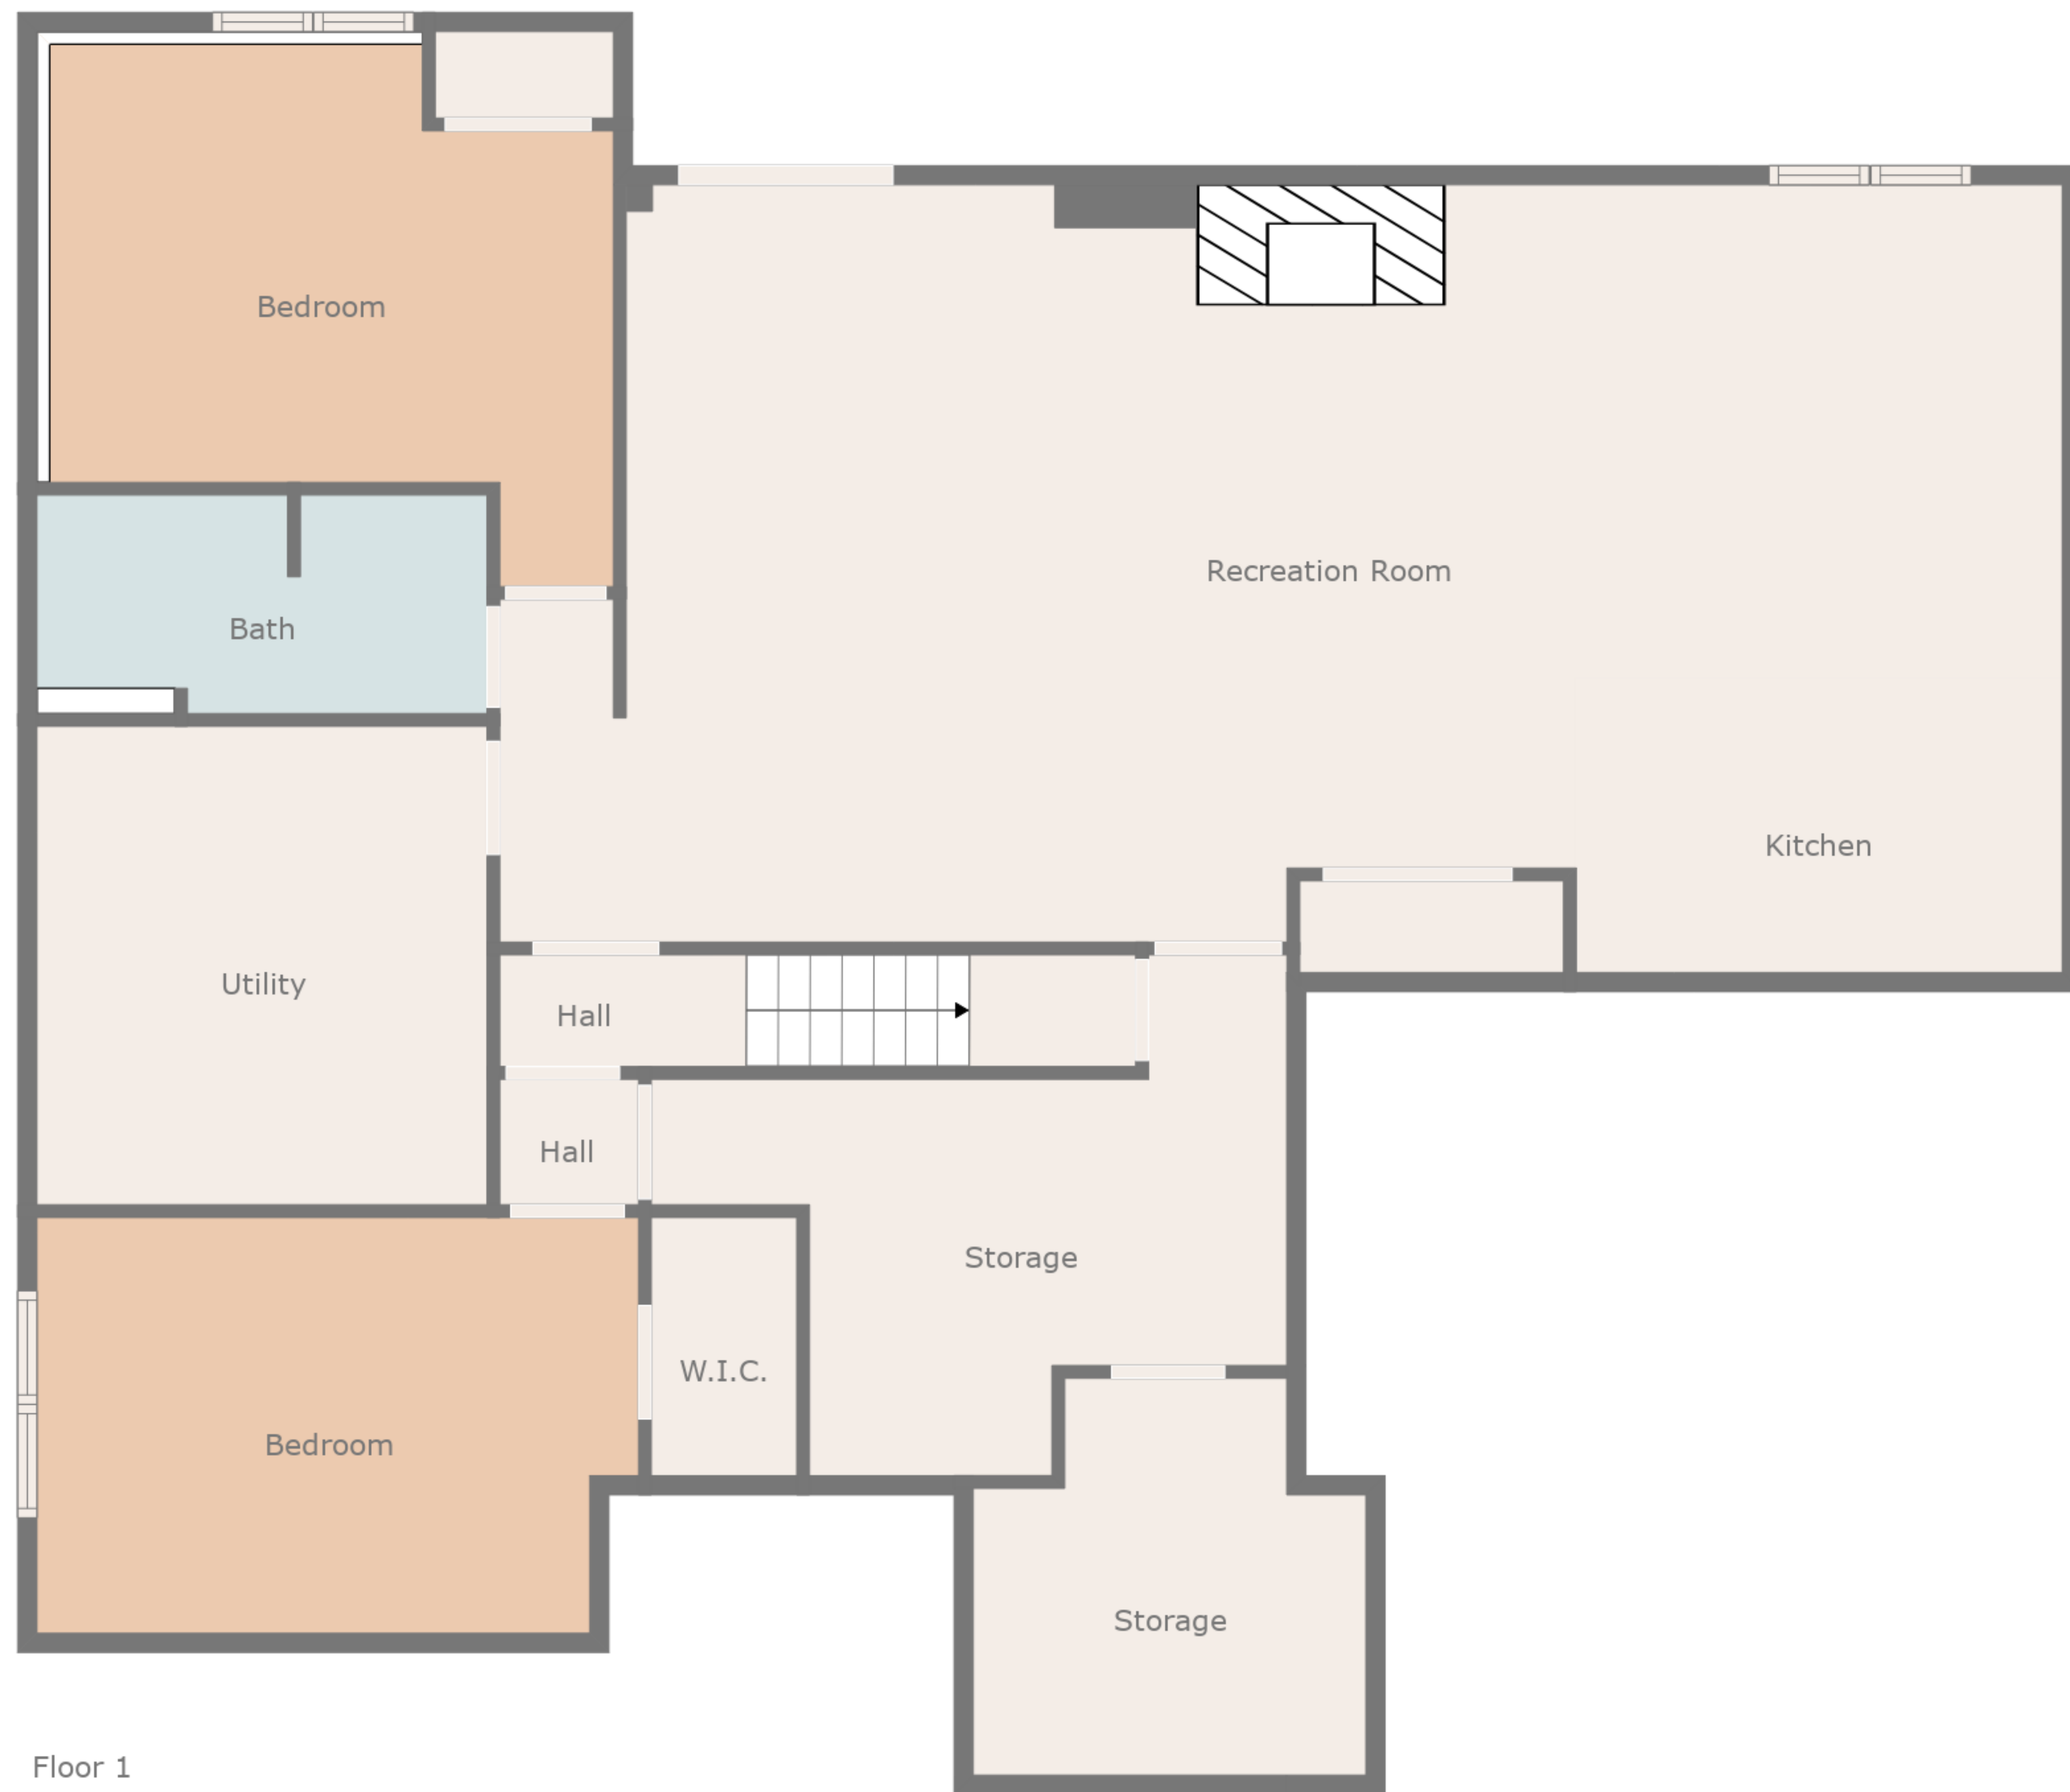 Bedroom
Recreation Room
Bath
Kitchen
Utility
Hall
Hall
Storage
W.I.C.
Bedroom
Storage
Floor 1